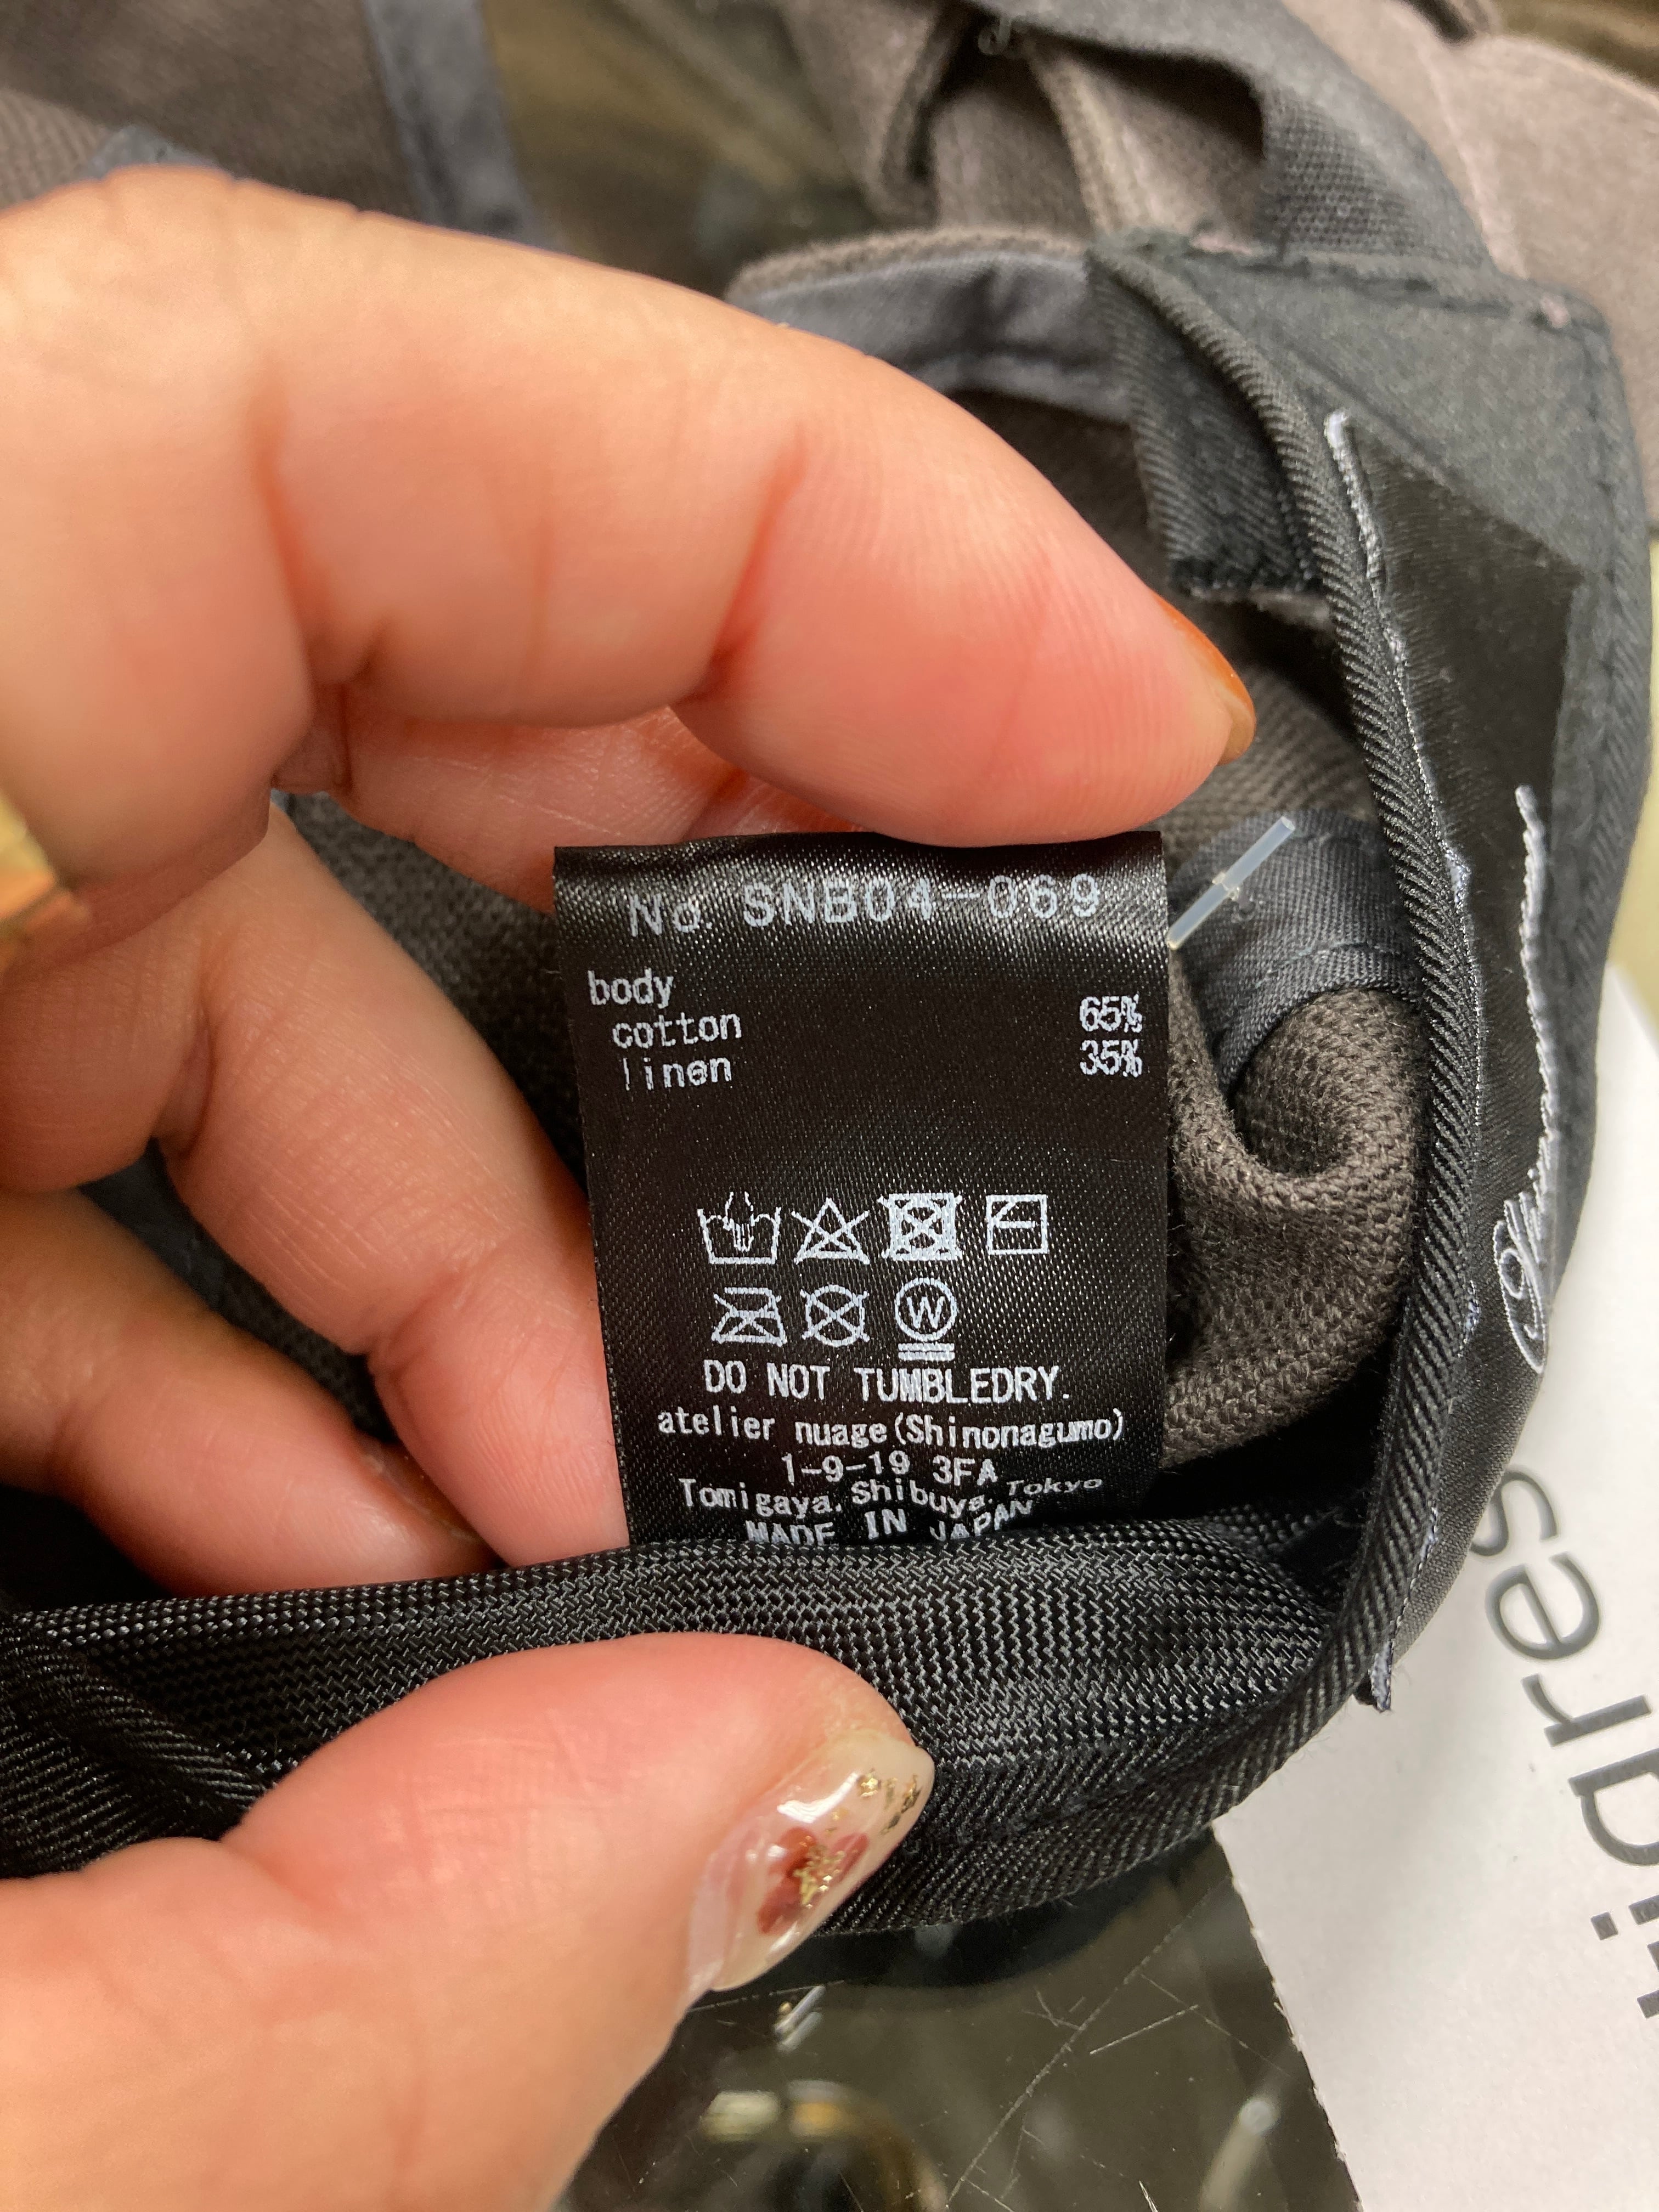 No. SNB04-069
body
cotton 65%
linen 35%
W
DO NOT TUMBLEDRY.
atelier nuage(Shinonagumo)
1-9-19 3FA
Tomigaya, Shibuya, Tokyo
MADE IN JAPAN